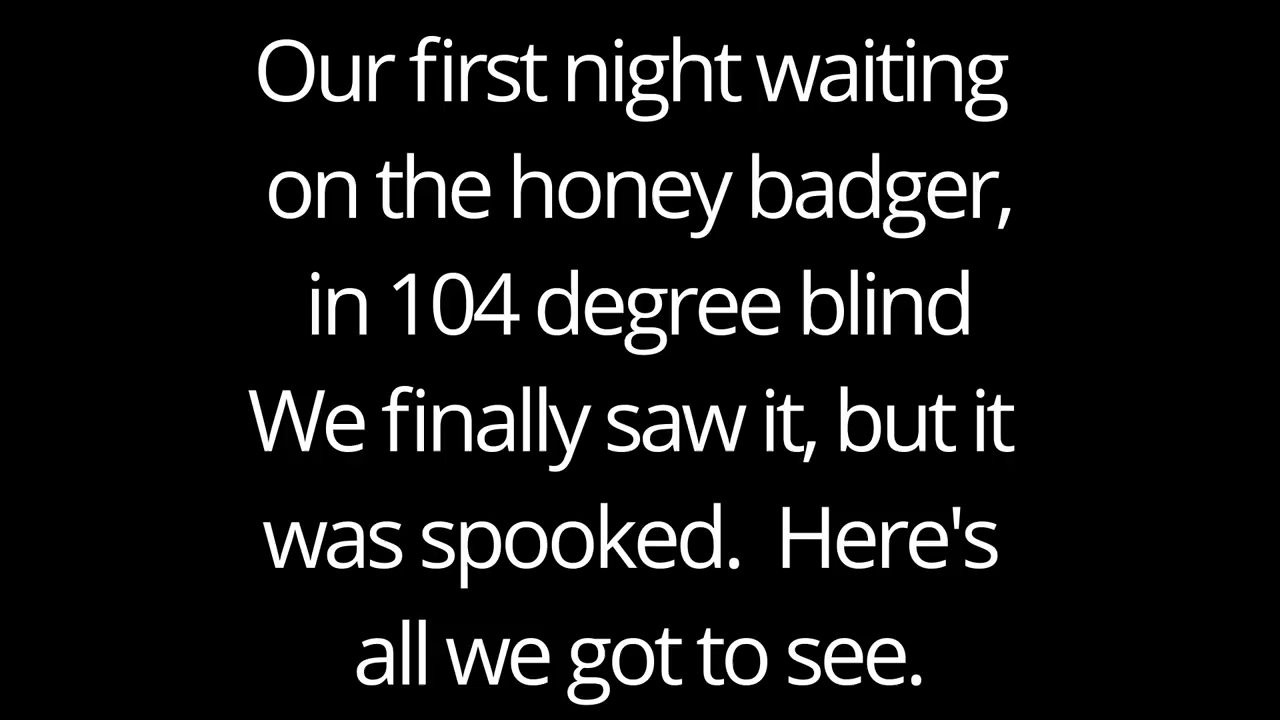 Our first night waiting
on the honey badger,
in 104 degree blind
We finally saw it, but it
was spooked.  Here's
all we got to see.